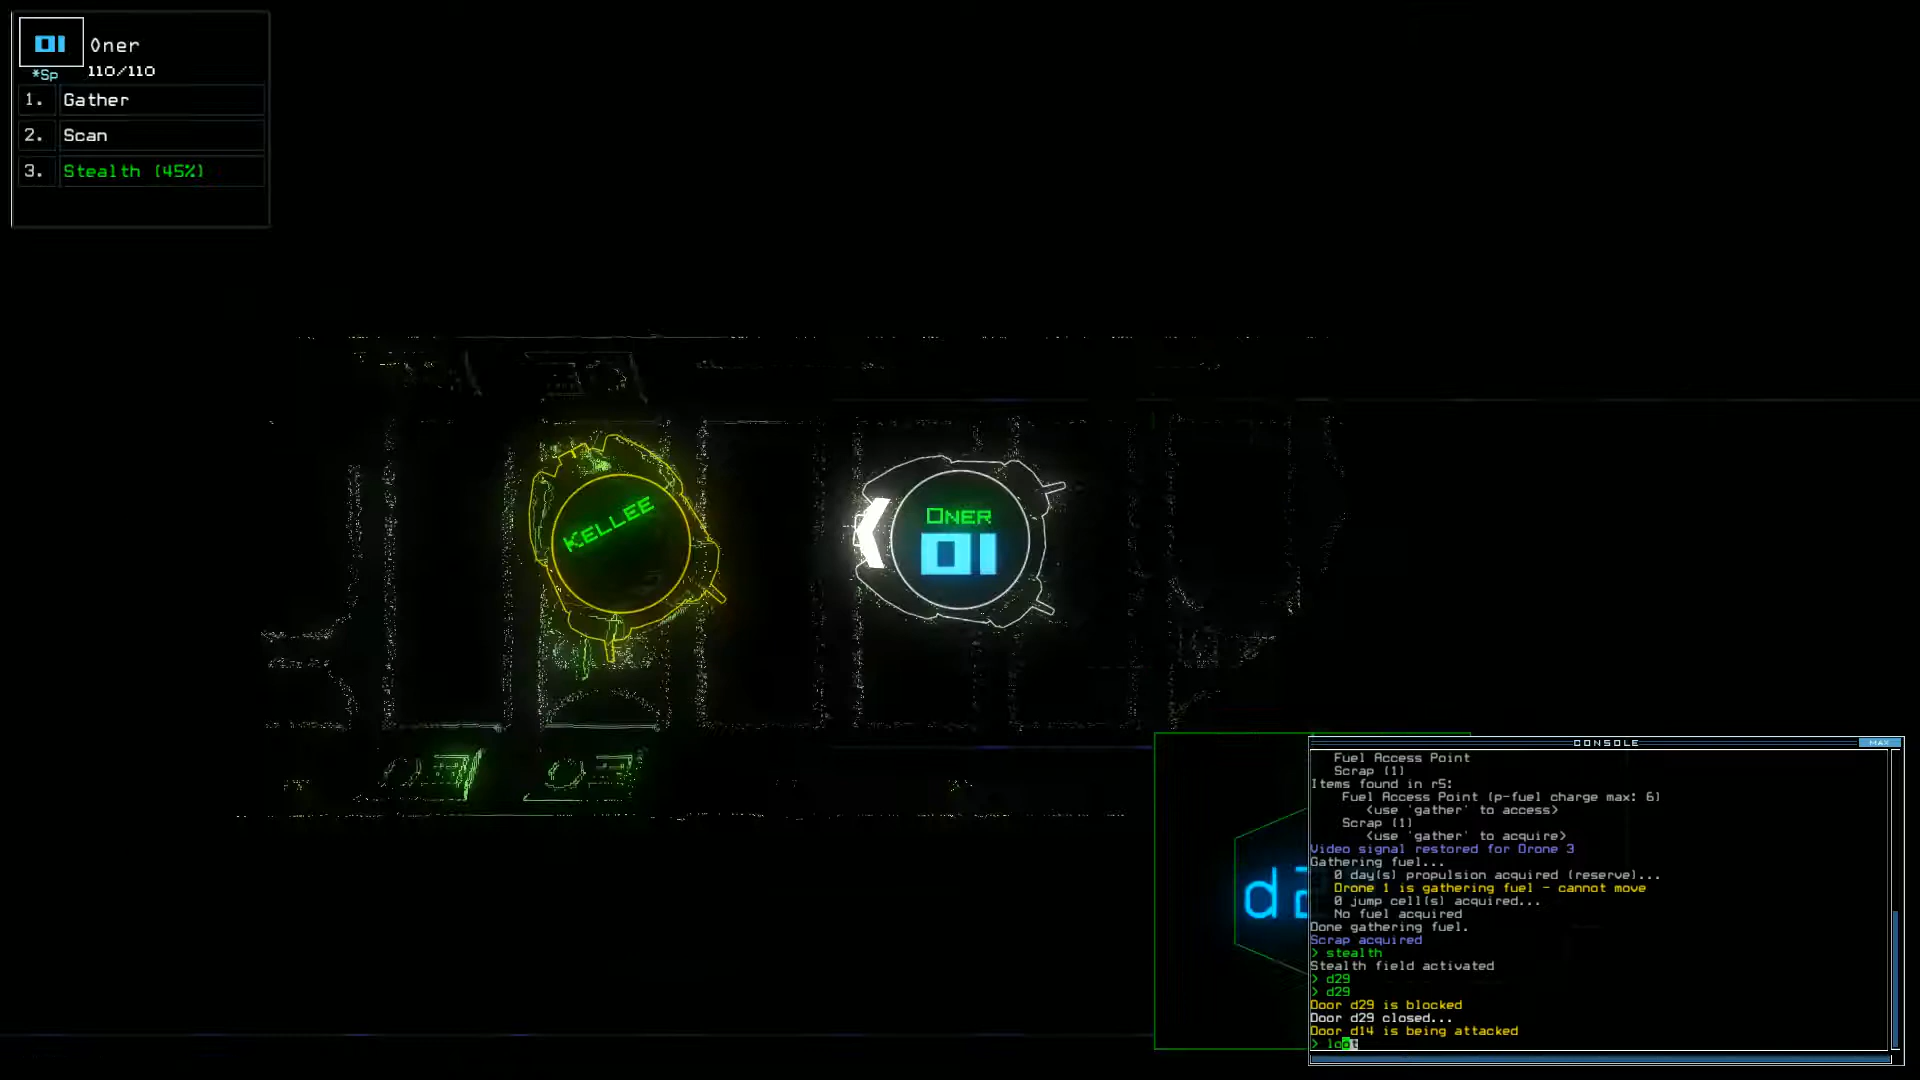 01 Oner
*Sp 110/110
1. Gather
2. Scan
3. Stealth (45%)
KELLEE
ONER
01
CONSOLE
MAX
Fuel Access Point
Scrap (1)
Items found in r5:
Fuel Access Point (p-fuel charge max: 6)
<use 'gather' to access>
Scrap (1)
<use 'gather' to acquire>
Video signal restored for Drone 3
Gathering fuel...
0 day(s) propulsion acquired (reserve)...
Drone 1 is gathering fuel - cannot move
0 jump cell(s) acquired...
No fuel acquired
Done gathering fuel.
Scrap acquired
> stealth
Stealth field activated
> d29
> d29
Door d29 is blocked
Door d29 closed...
Door d14 is being attacked
> loot